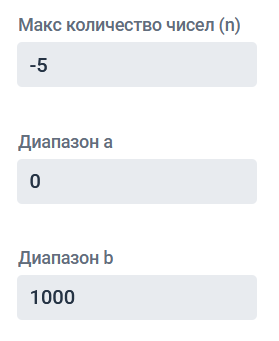 Макс количество чисел (n)
-5
Диапазон a
0
Диапазон b
1000